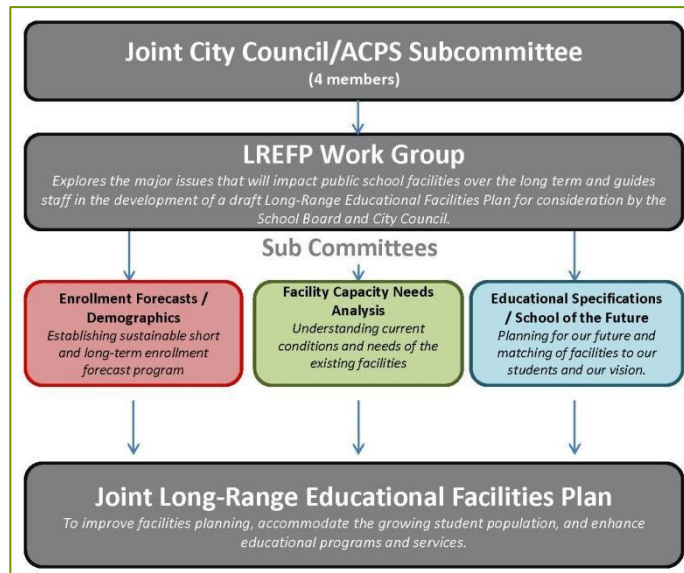 Joint City Council/ACPS Subcommittee
(4 members)
LREFP Work Group
Explores the major issues that will impact public school facilities over the long term and guides
staff in the development of a draft Long-Range Educational Facilities Plan for consideration by the
School Board and City Council.
Sub Committees
Enrollment Forecasts /
Demographics
Establishing sustainable short
and long-term enrollment
forecast program
Facility Capacity Needs
Analysis
Understanding current
conditions and needs of the
existing facilities
Educational Specifications
/ School of the Future
Planning for our future and
matching of facilities to our
students and our vision.
Joint Long-Range Educational Facilities Plan
To improve facilities planning, accommodate the growing student population, and enhance
educational programs and services.